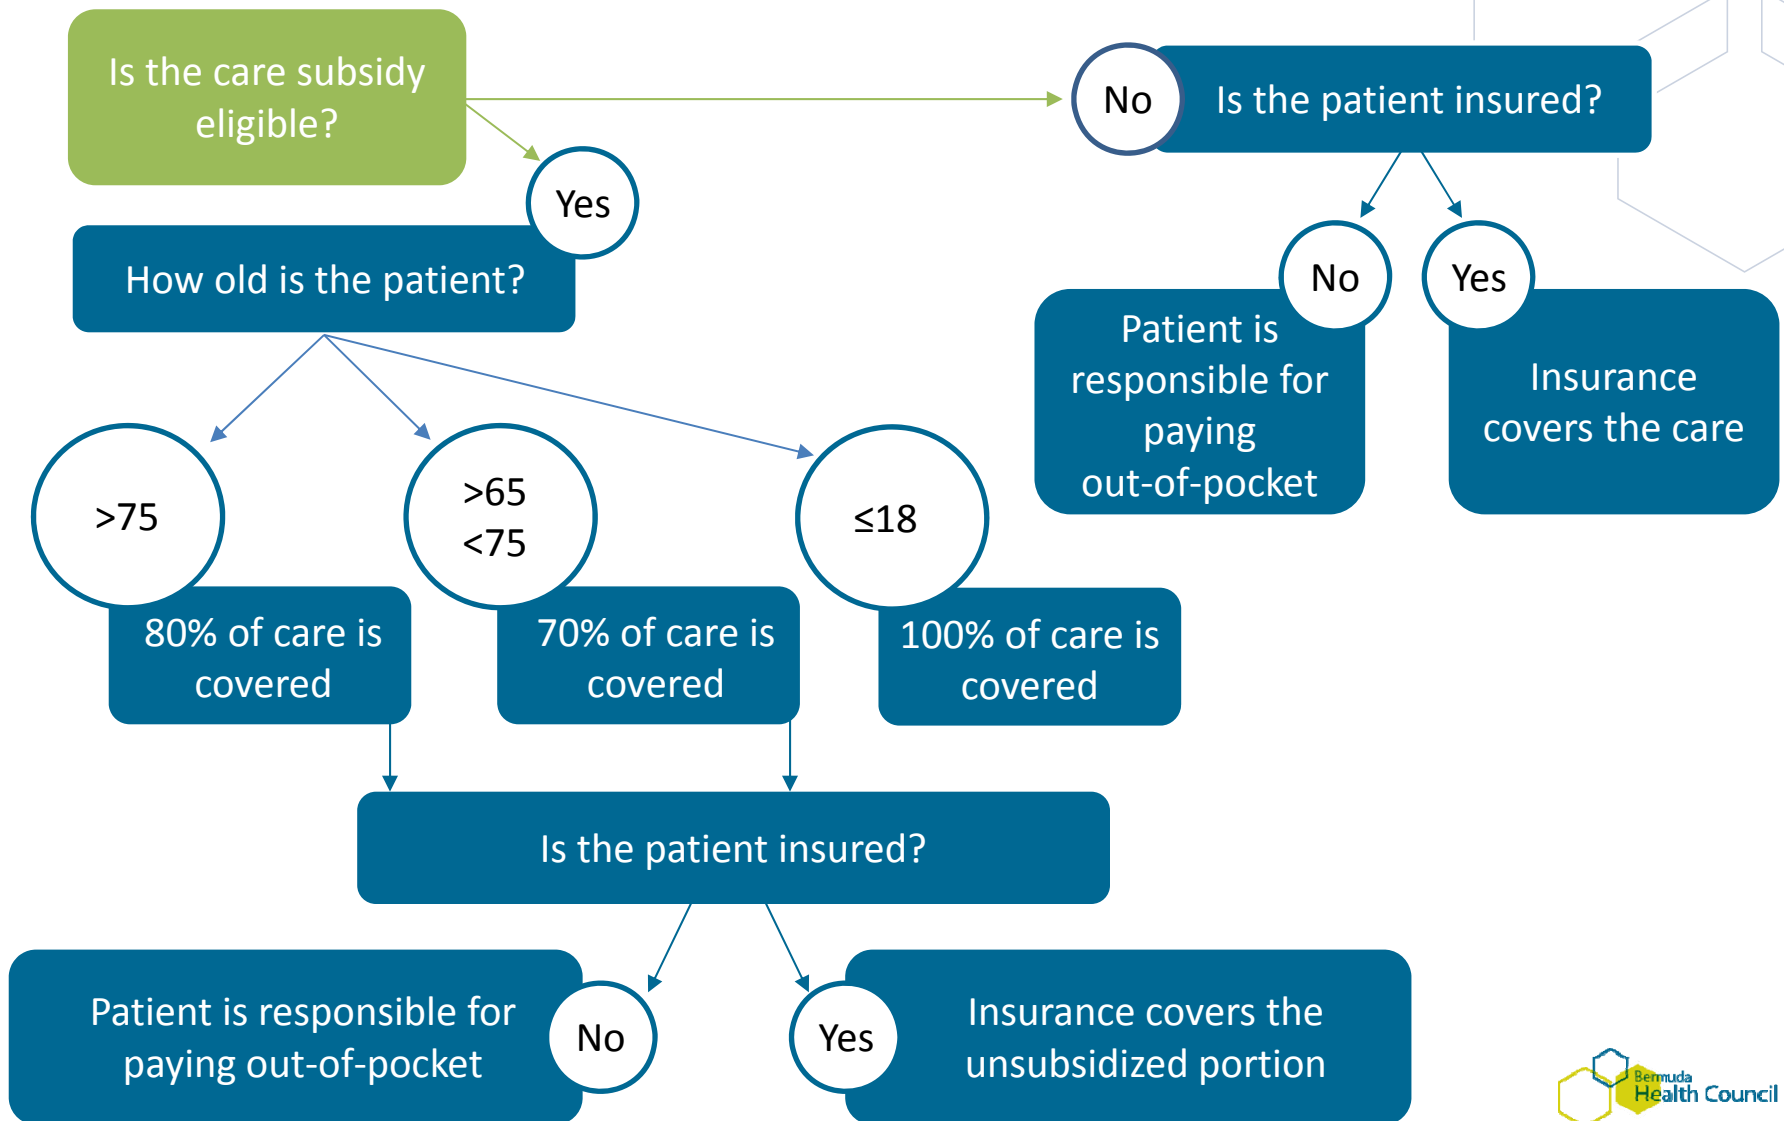 Is the care subsidy
eligible?
No
Is the patient insured?
Yes
How old is the patient?
No
Yes
Patient is
responsible for
paying
out-of-pocket
Insurance
covers the care
>75
>65
<75
≤18
80% of care is
covered
70% of care is
covered
100% of care is
covered
Is the patient insured?
Patient is responsible for
paying out-of-pocket
No
Yes
Insurance covers the
unsubsidized portion
Bermuda
Health Council